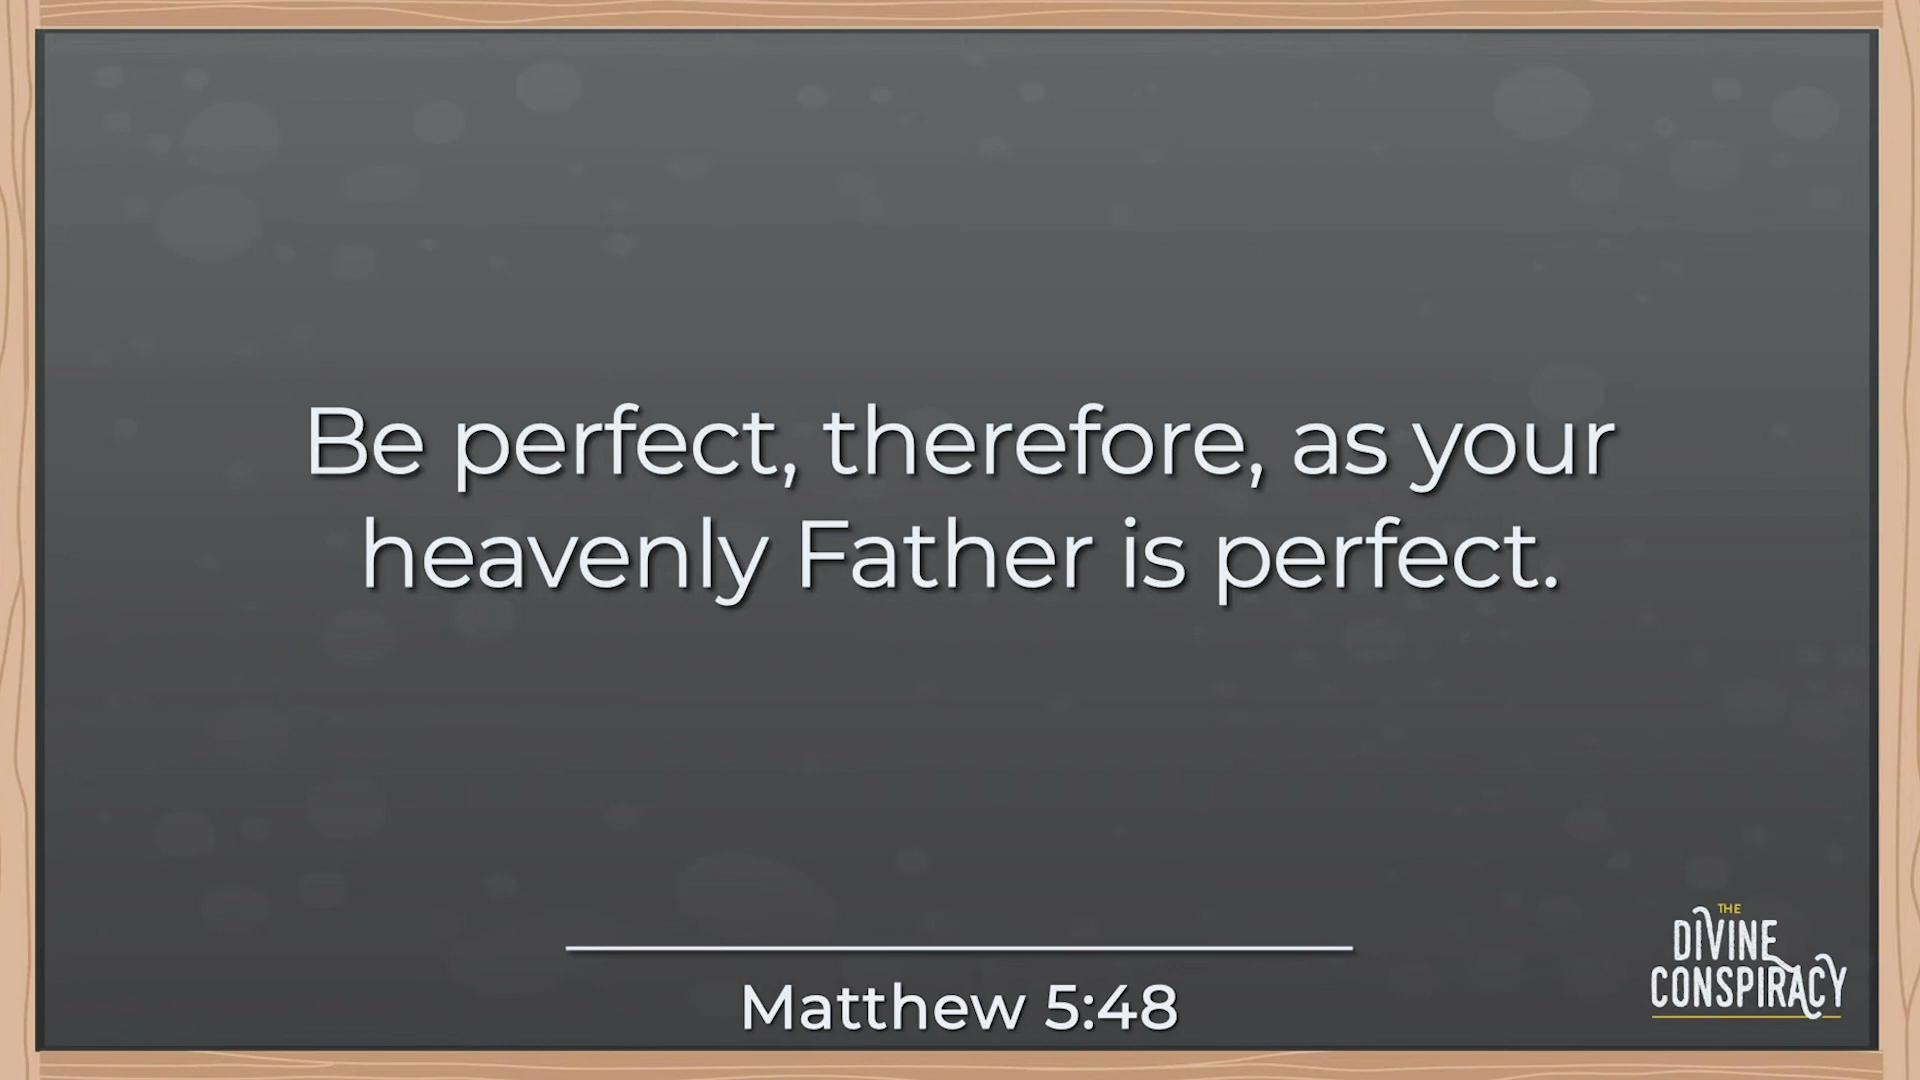 Be perfect, therefore, as your
heavenly Father is perfect.
Matthew 5:48
THE
DIVINE
CONSPIRACY